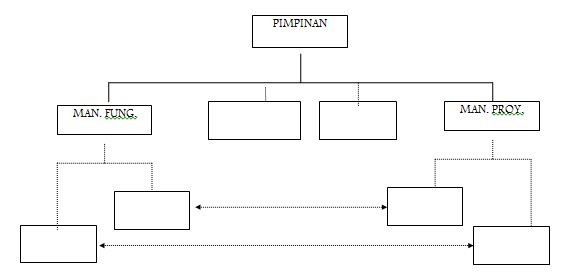 PIMPINAN
MAN. FUNG.
MAN. PROY.